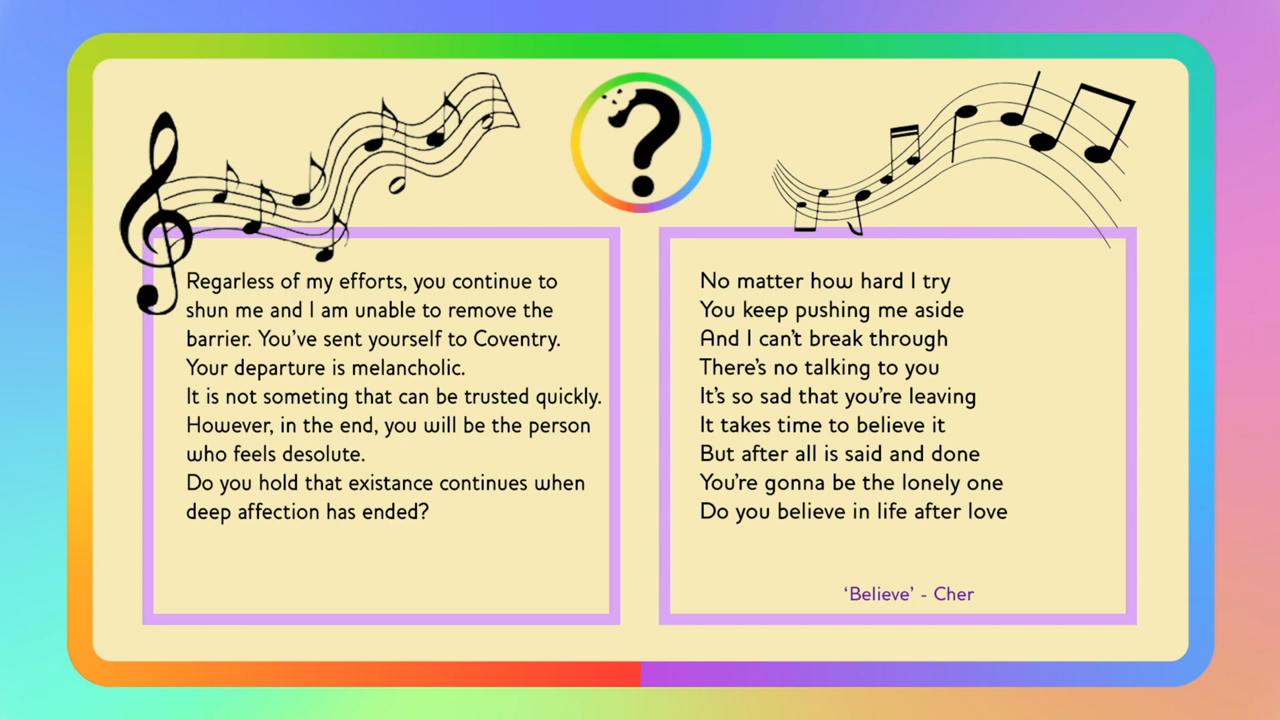 Regarless of my efforts, you continue to
shun me and I am unable to remove the
barrier. You've sent yourself to Coventry.
Your departure is melancholic.
It is not someting that can be trusted quickly.
However, in the end, you will be the person
who feels desolute.
Do you hold that existance continues when
deep affection has ended?
?
No matter how hard I try
You keep pushing me aside
And I can't break through
There's no talking to you
It's so sad that you're leaving
It takes time to believe it
But after all is said and done
You're gonna be the lonely one
Do you believe in life after love
'Believe' - Cher